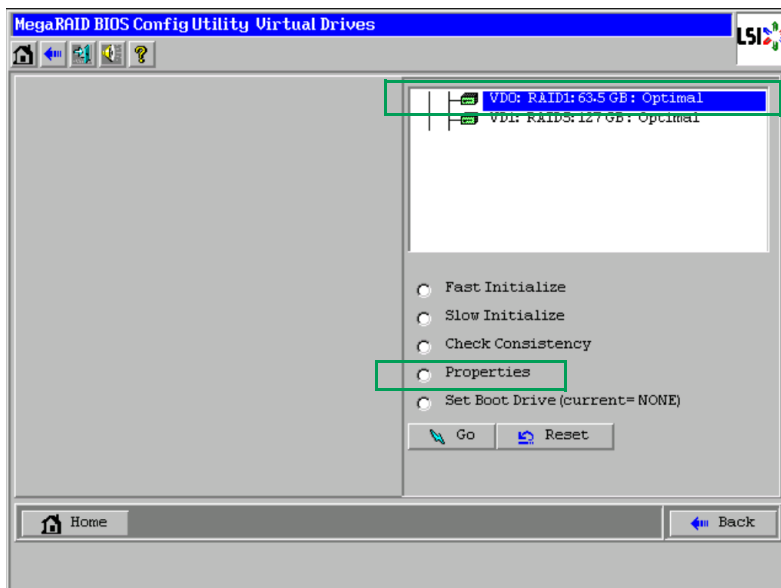 MegaRAID BIOS Config Utility Virtual Drives
LSI
VD0: RAID1: 63.5 GB: Optimal
VD1: RAID5: 127 GB: Optimal
Fast Initialize
Slow Initialize
Check Consistency
Properties
Set Boot Drive (current= NONE)
Go Reset
Home Back